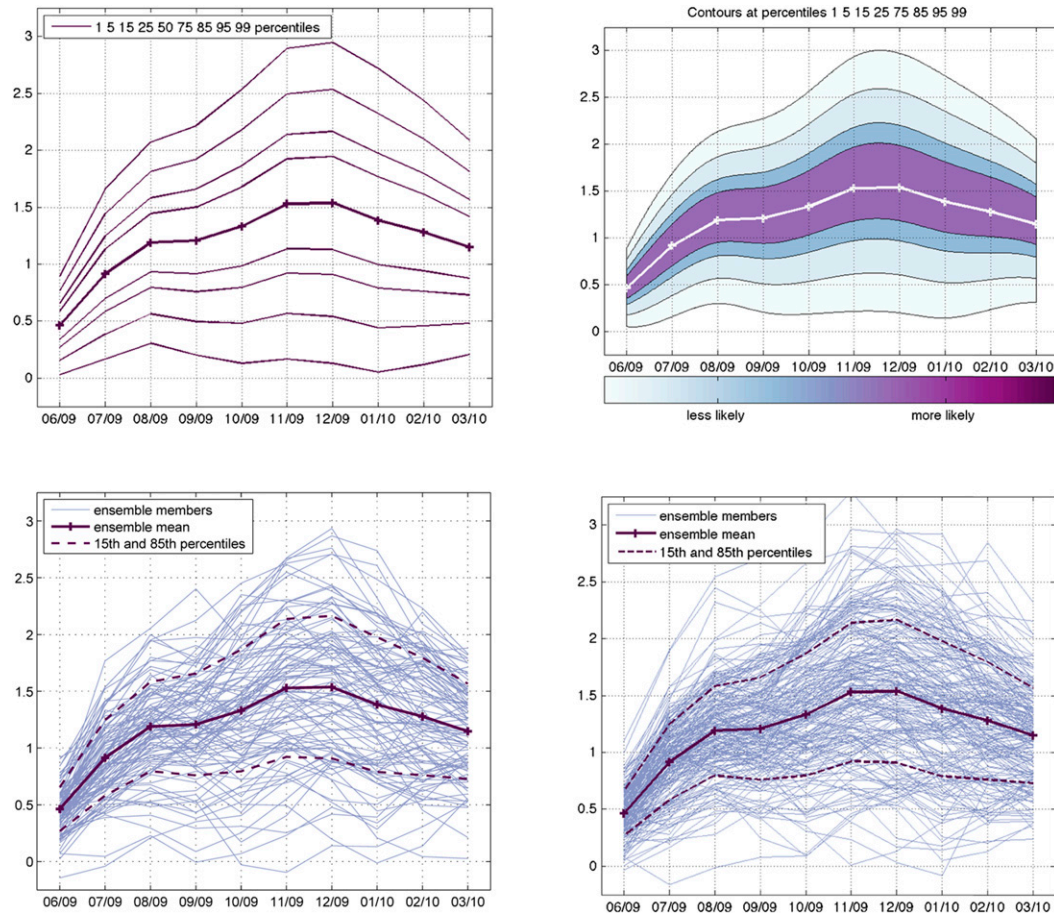 1 5 15 25 50 75 85 95 99 percentiles
3
2.5
2
1.5
1
0.5
0
06/09 07/09 08/09 09/09 10/09 11/09 12/09 01/10 02/10 03/10
Contours at percentiles 1 5 15 25 75 85 95 99
3
2.5
2
1.5
1
0.5
0
06/09 07/09 08/09 09/09 10/09 11/09 12/09 01/10 02/10 03/10
less likely more likely
ensemble members
ensemble mean
15th and 85th percentiles
3
2.5
2
1.5
1
0.5
0
06/09 07/09 08/09 09/09 10/09 11/09 12/09 01/10 02/10 03/10
ensemble members
ensemble mean
15th and 85th percentiles
3
2.5
2
1.5
1
0.5
0
06/09 07/09 08/09 09/09 10/09 11/09 12/09 01/10 02/10 03/10